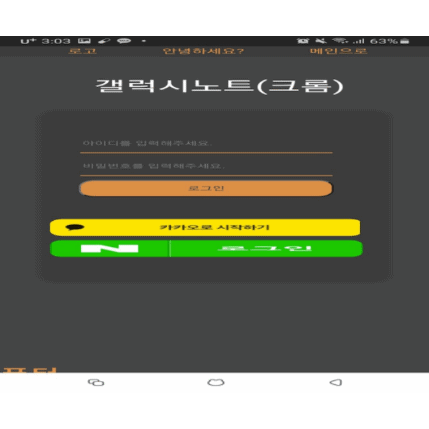 U⁺ 3:03 63%
로고 안녕하세요? 메인으로
갤럭시노트(크롬)
아이디를 입력해주세요.
비밀번호를 입력해주세요.
로그인
카카오로 시작하기
N 로그인
푸터